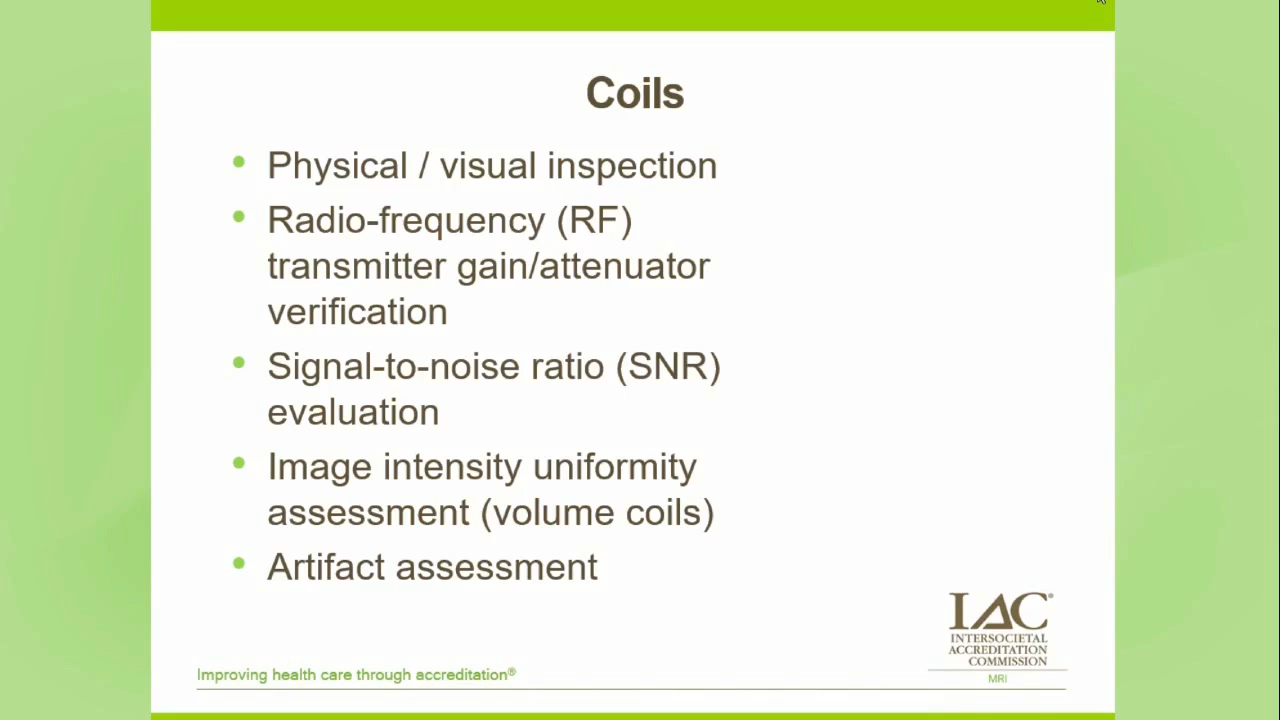 Coils
• Physical / visual inspection
• Radio-frequency (RF)
transmitter gain/attenuator
verification
• Signal-to-noise ratio (SNR)
evaluation
• Image intensity uniformity
assessment (volume coils)
• Artifact assessment
IAC®
INTERSOCIETAL
ACCREDITATION
COMMISSION
MRI
Improving health care through accreditation®